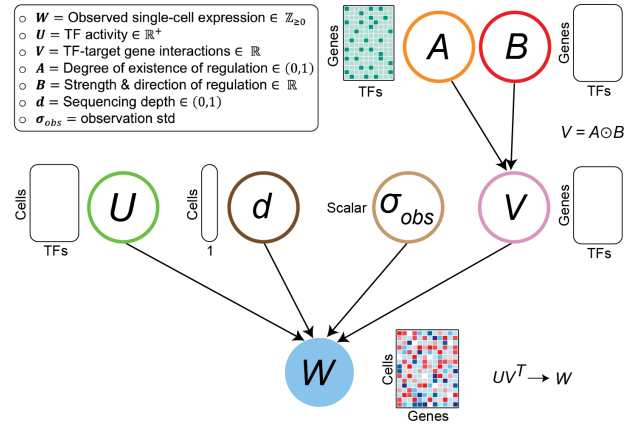 ○ W = Observed single-cell expression ∈ ℤ≥0
○ U = TF activity ∈ ℝ⁺
○ V = TF-target gene interactions ∈ ℝ
○ A = Degree of existence of regulation ∈ (0,1)
○ B = Strength & direction of regulation ∈ ℝ
○ d = Sequencing depth ∈ (0,1)
○ σobs = observation std
Genes
TFs
A
B
Genes
TFs
V = A⊙B
Cells
TFs
U
Cells
1
d
Scalar
σobs
V
Genes
TFs
W
Cells
Genes
UVᵀ → W